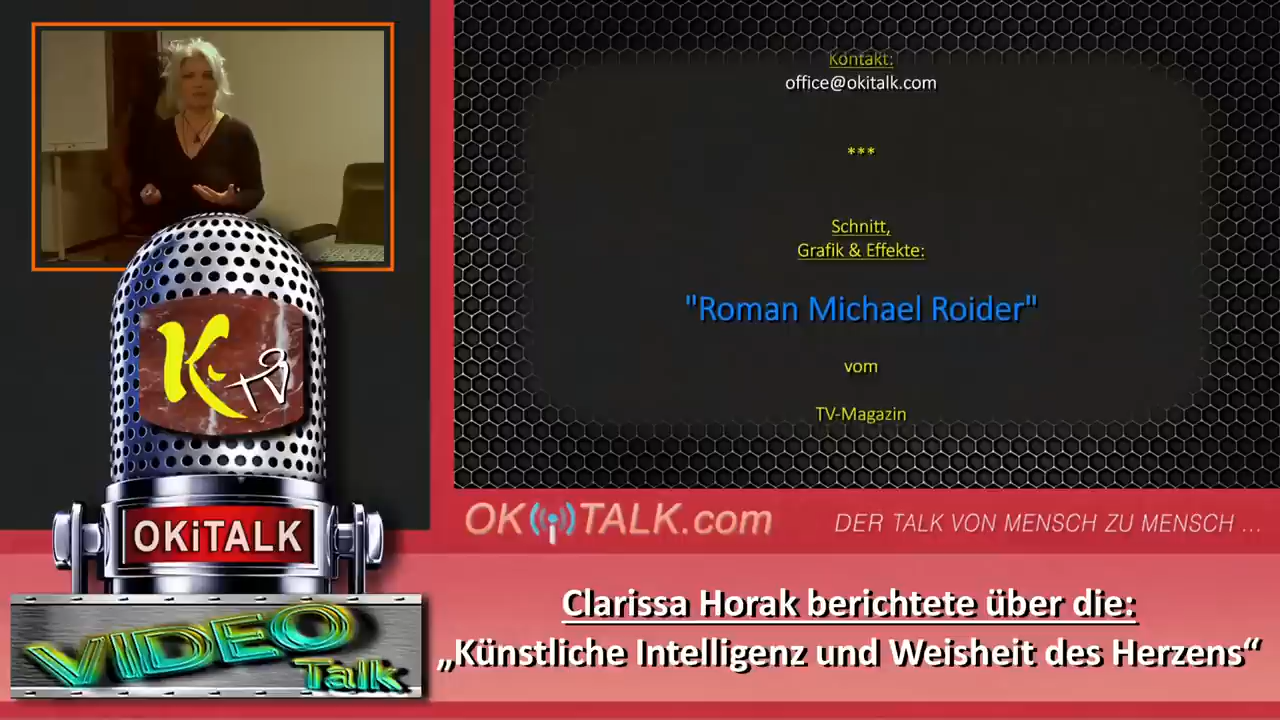 Kontakt:
office@okitalk.com
***
Schnitt,
Grafik & Effekte:
"Roman Michael Roider"
vom
TV-Magazin
K-TV3
OKiTALK
VIDEO
Talk
OKiTALK.com
DER TALK VON MENSCH ZU MENSCH ...
Clarissa Horak berichtete über die:
„Künstliche Intelligenz und Weisheit des Herzens“